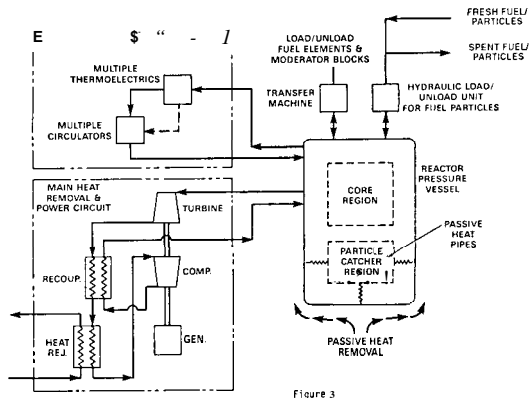 FRESH FUEL/
PARTICLES
E $ “ - 1
LOAD/UNLOAD
FUEL ELEMENTS &
MODERATOR BLOCKS
SPENT FUEL/
PARTICLES
MULTIPLE
THERMOELECTRICS
TRANSFER
MACHINE
HYDRAULIC LOAD/
UNLOAD UNIT
FOR FUEL PARTICLES
MULTIPLE
CIRCULATORS
REACTOR
PRESSURE
VESSEL
CORE
REGION
MAIN HEAT
REMOVAL &
POWER CIRCUIT
TURBINE
PASSIVE
HEAT
PIPES
PARTICLE
CATCHER
REGION
RECOUP.
COMP.
HEAT
REJ.
GEN.
PASSIVE HEAT
REMOVAL
Figure 3